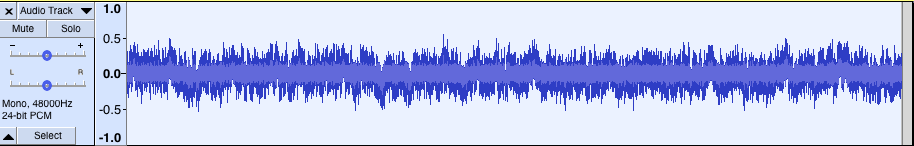 Audio Track
Mute Solo
− +
L R
Mono, 48000Hz
24-bit PCM
Select
1.0
0.5
0.0
-0.5
-1.0